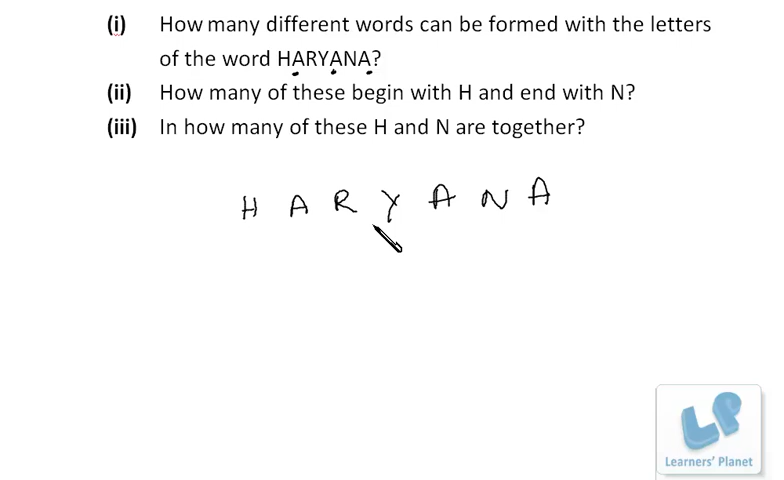 (i) How many different words can be formed with the letters
of the word HARYANA?
(ii) How many of these begin with H and end with N?
(iii) In how many of these H and N are together?
H A R Y A N A
LP
Learners' Planet